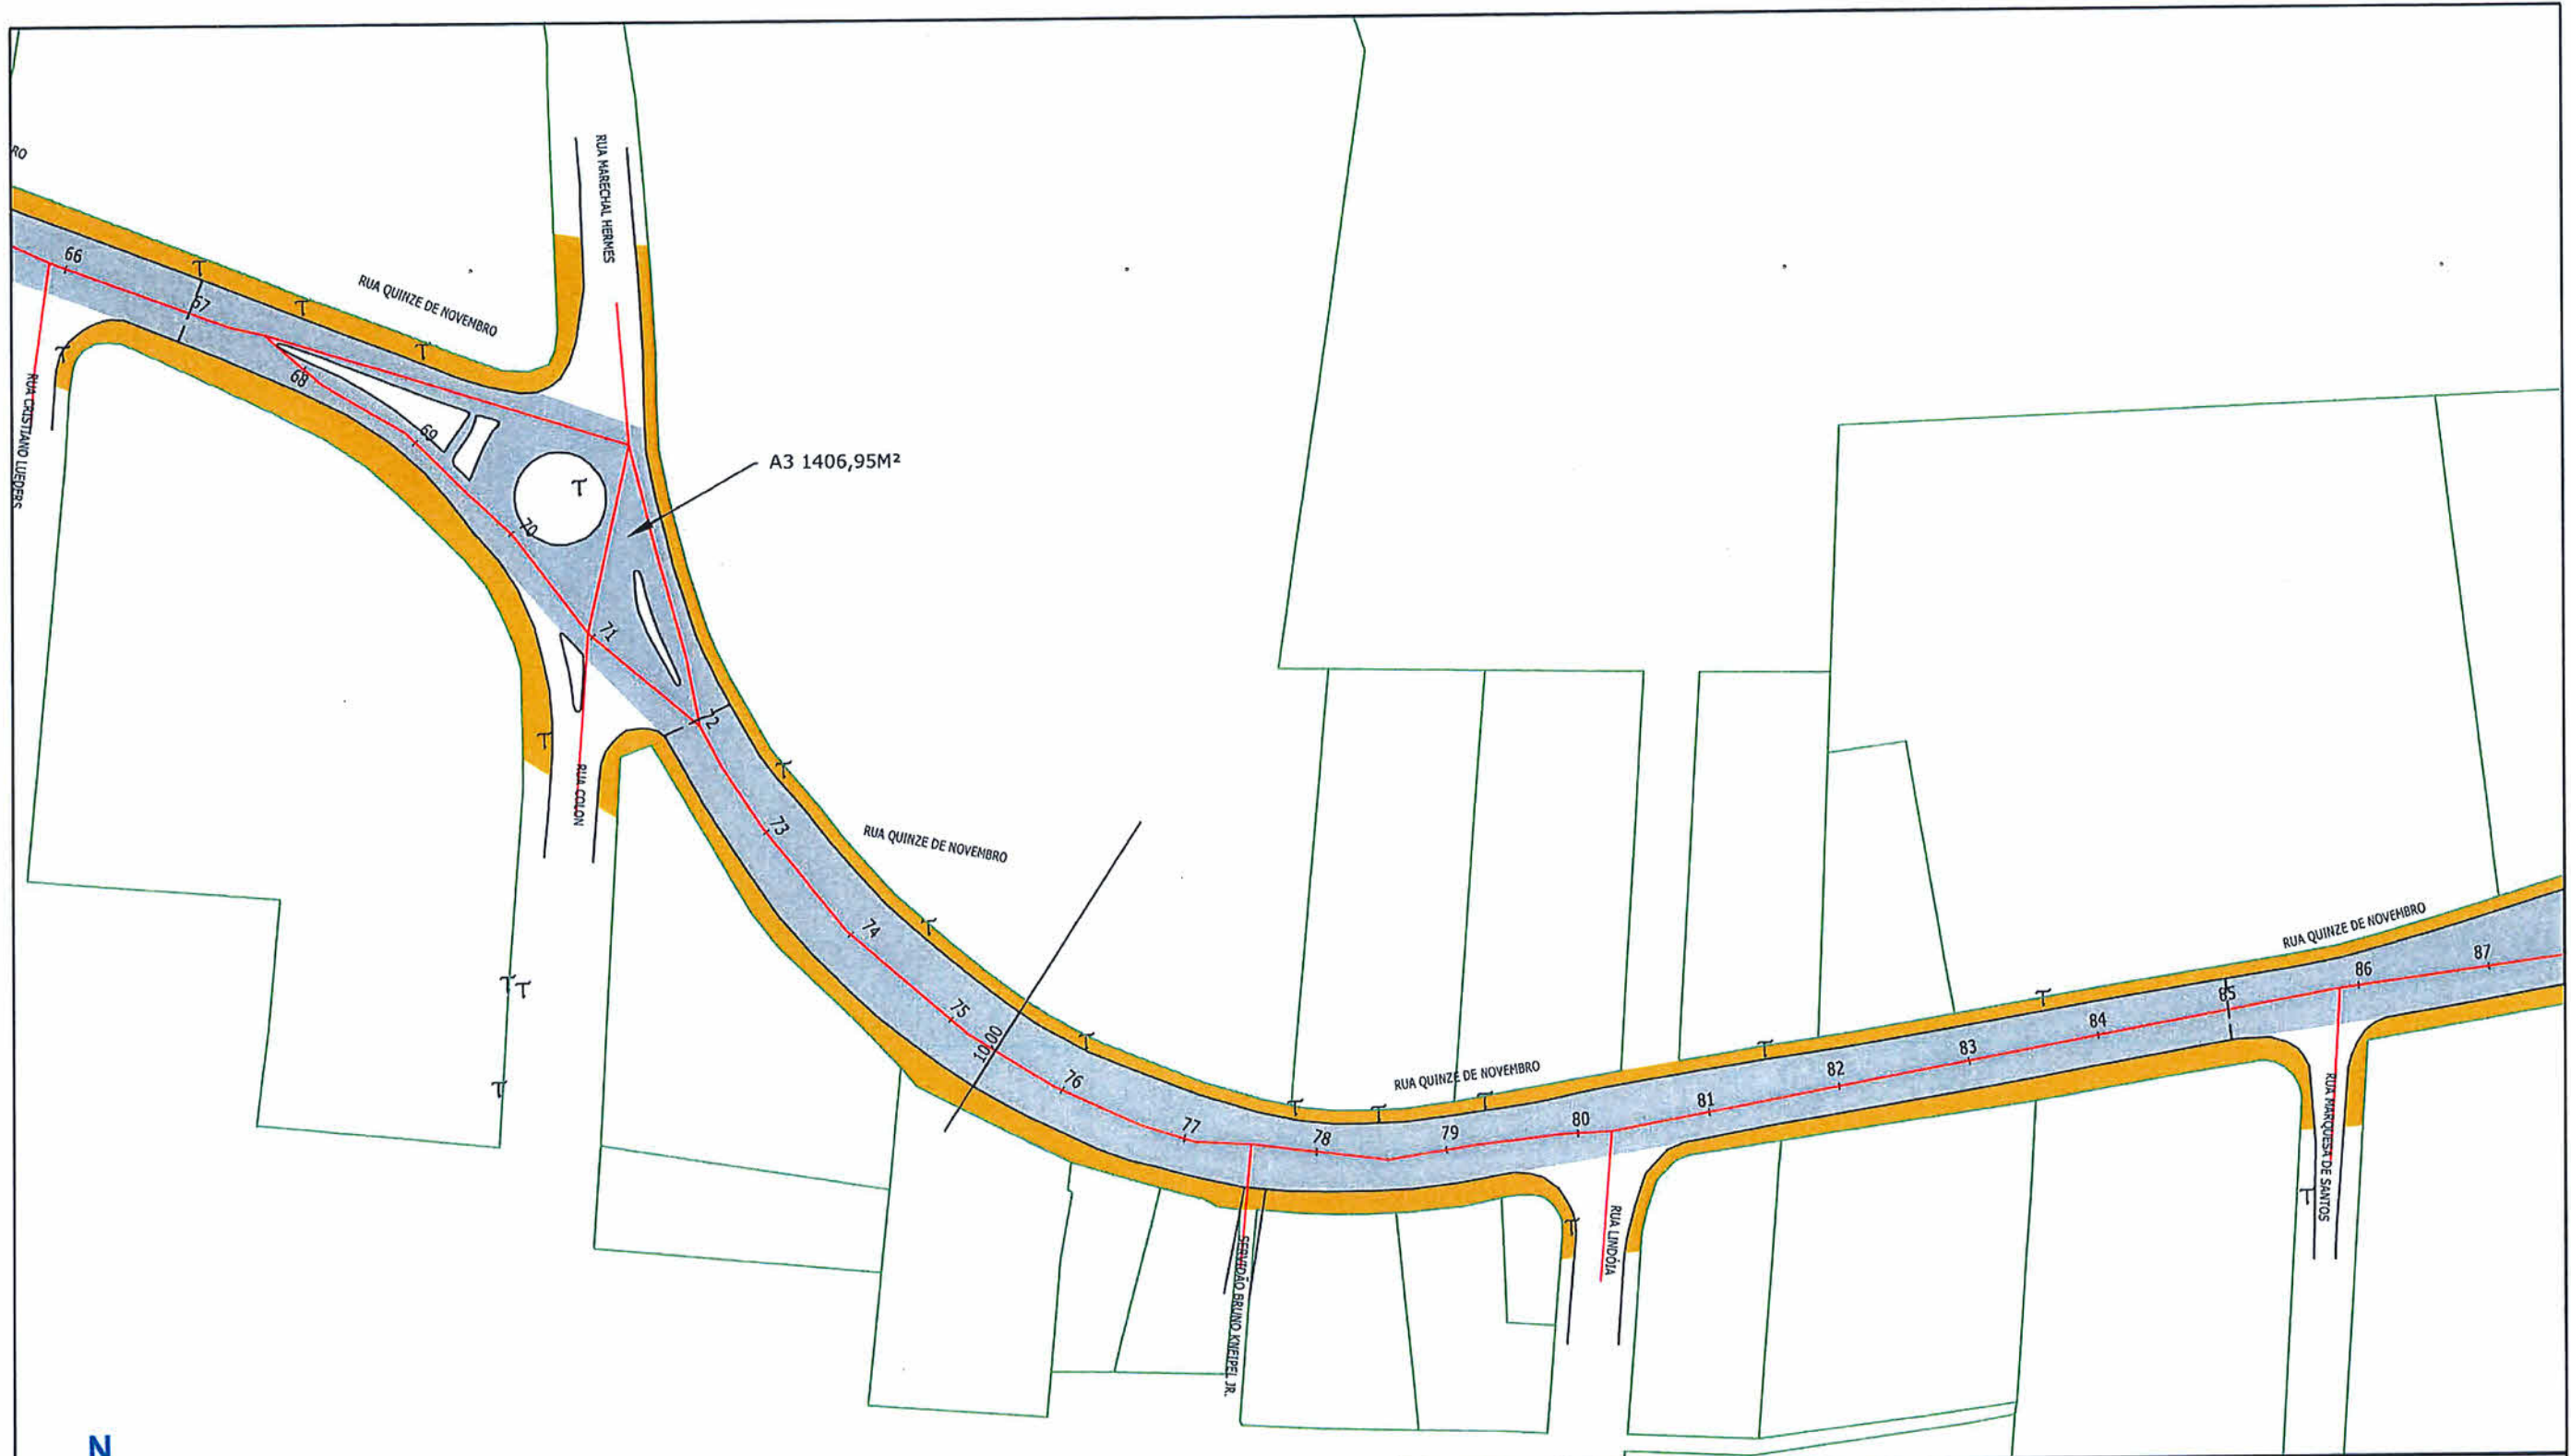 RO
66
67
RUA QUINZE DE NOVEMBRO
RUA MARECHAL HERMES
RUA CRISTIANO LUEDERS
68
69
70
A3 1406,95M²
71
72
RUA COLON
73
RUA QUINZE DE NOVEMBRO
74
75
10,00
76
77
78
79
80
81
82
83
84
85
86
87
RUA QUINZE DE NOVEMBRO
RUA QUINZE DE NOVEMBRO
SERVIDÃO BRUNO KNEIPEL JR.
RUA LINDÓIA
RUA MARQUESA DE SANTOS
N